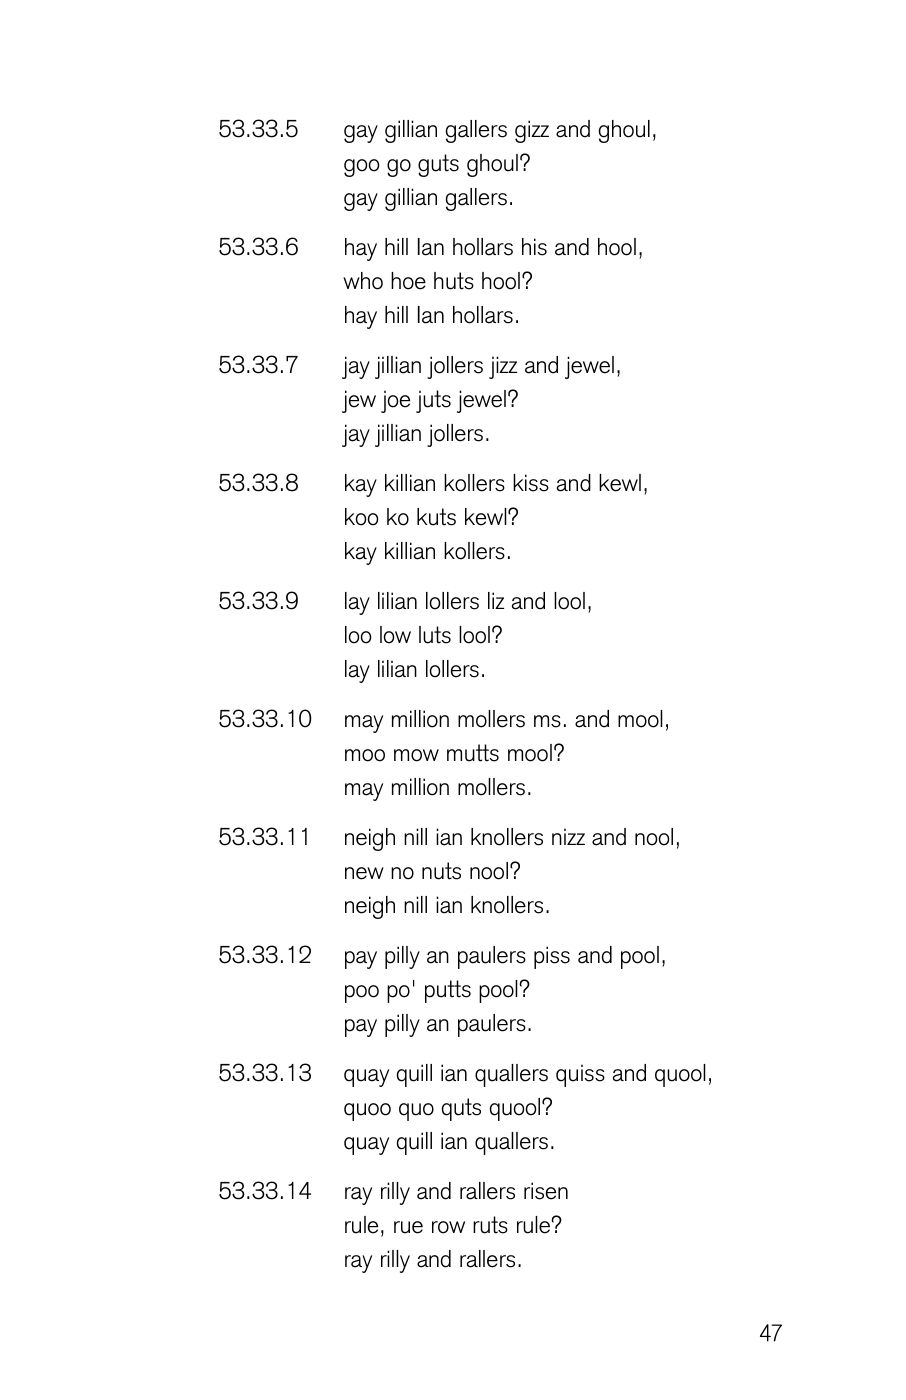 53.33.5 gay gillian gallers gizz and ghoul,
goo go guts ghoul?
gay gillian gallers.
53.33.6 hay hill Ian hollars his and hool,
who hoe huts hool?
hay hill Ian hollars.
53.33.7 jay jillian jollers jizz and jewel,
jew joe juts jewel?
jay jillian jollers.
53.33.8 kay killian kollers kiss and kewl,
koo ko kuts kewl?
kay killian kollers.
53.33.9 lay lilian lollers liz and lool,
loo low luts lool?
lay lilian lollers.
53.33.10 may million mollers ms. and mool,
moo mow mutts mool?
may million mollers.
53.33.11 neigh nill ian knollers nizz and nool,
new no nuts nool?
neigh nill ian knollers.
53.33.12 pay pilly an paulers piss and pool,
poo po' putts pool?
pay pilly an paulers.
53.33.13 quay quill ian quallers quiss and quool,
quoo quo quts quool?
quay quill ian quallers.
53.33.14 ray rilly and rallers risen
rule, rue row ruts rule?
ray rilly and rallers.
47